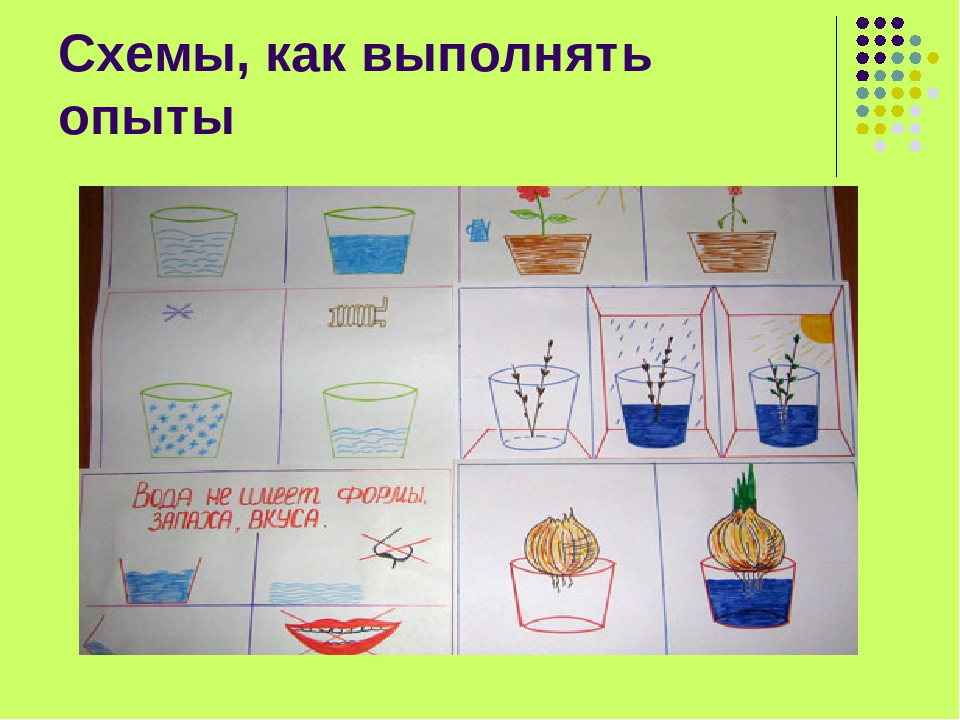 Схемы, как выполнять
опыты
Вода не имеет формы,
запаха, вкуса.